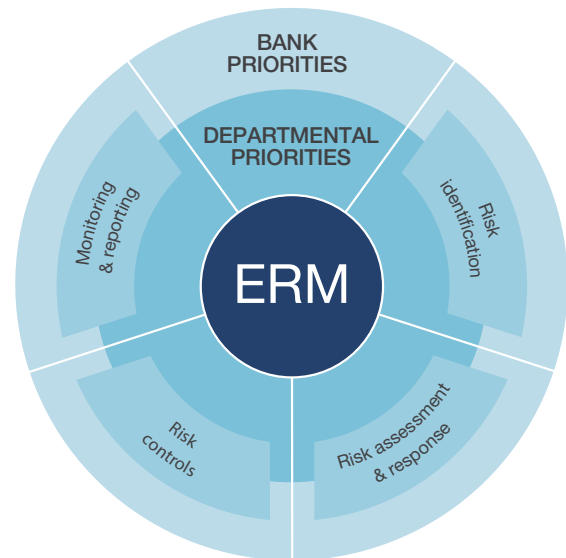 BANK
PRIORITIES
DEPARTMENTAL
PRIORITIES
Monitoring
& reporting
Risk
identification
ERM
Risk
controls
Risk assessment
& response